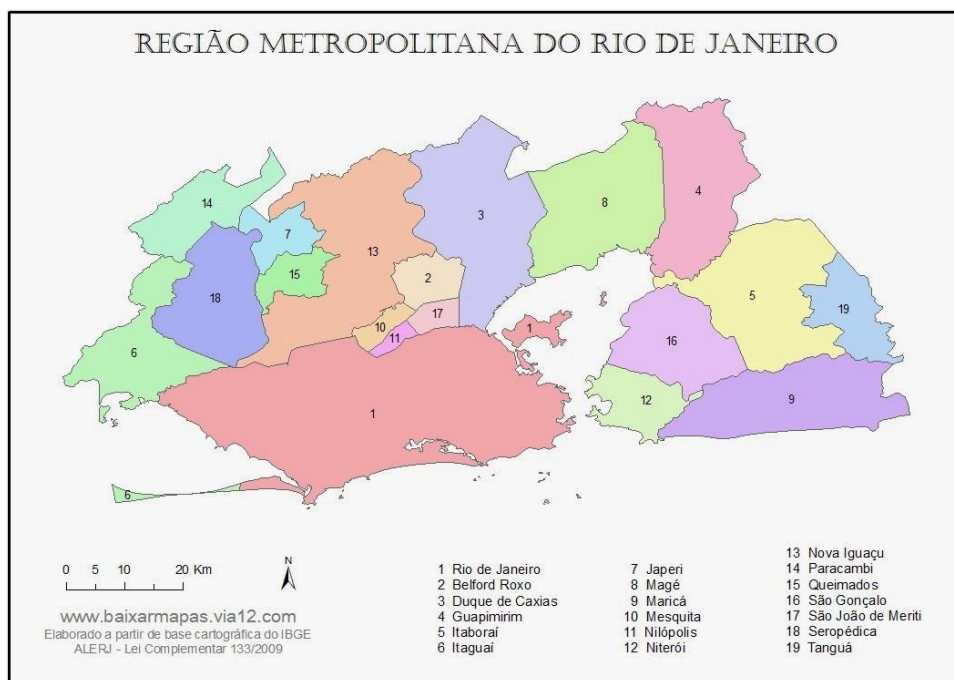 REGIÃO METROPOLITANA DO RIO DE JANEIRO
4
8
14
3
7
13
15
2
5
18
19
17
1
10
11
16
6
12
9
1
6
0 5 10 20 Km
N
www.baixarmapas.via12.com
Elaborado a partir de base cartográfica do IBGE
ALERJ - Lei Complementar 133/2009
1 Rio de Janeiro
2 Belford Roxo
3 Duque de Caxias
4 Guapimirim
5 Itaboraí
6 Itaguaí
7 Japeri
8 Magé
9 Maricá
10 Mesquita
11 Nilópolis
12 Niterói
13 Nova Iguaçu
14 Paracambi
15 Queimados
16 São Gonçalo
17 São João de Meriti
18 Seropédica
19 Tanguá